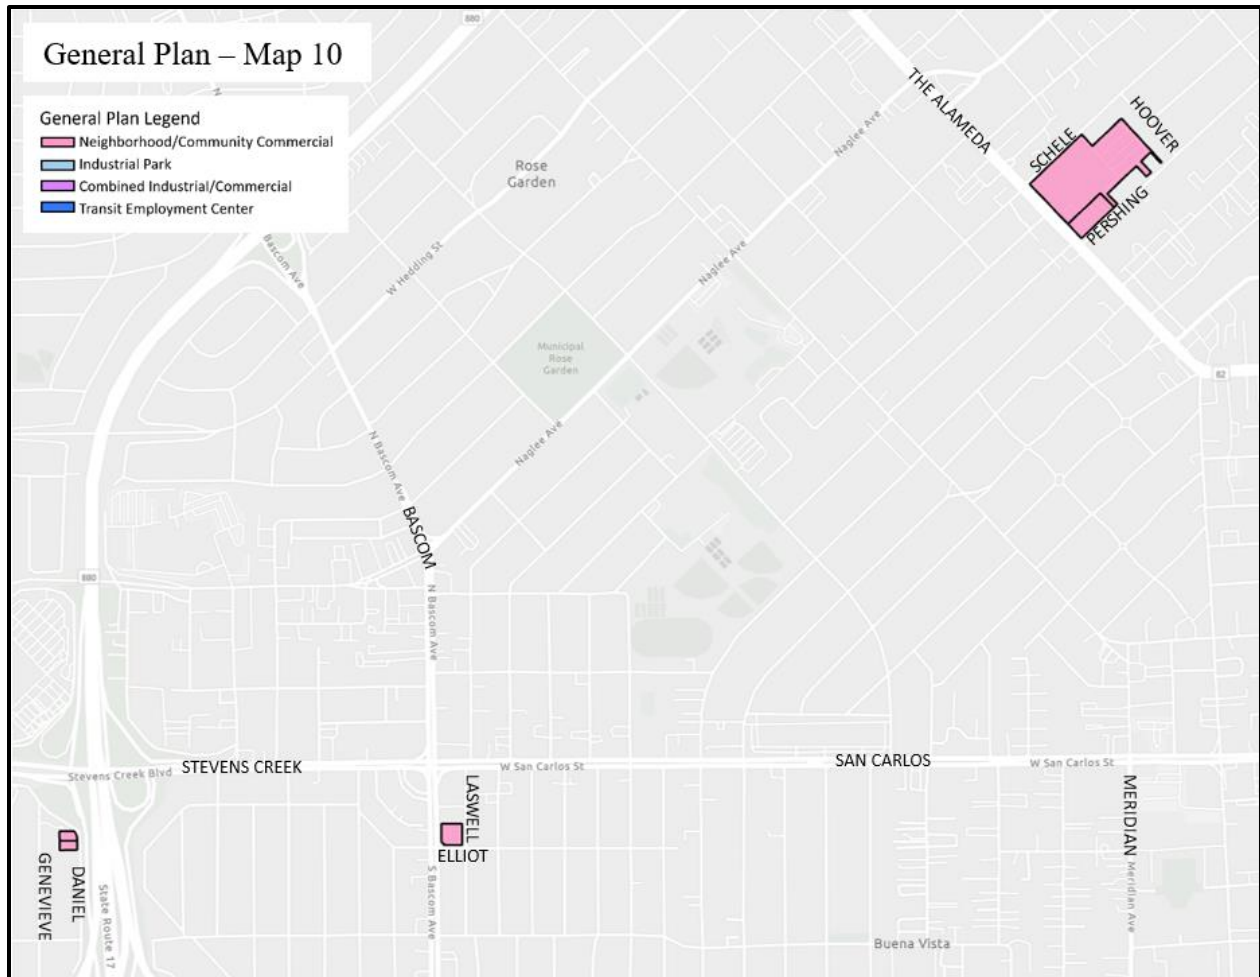 880
General Plan – Map 10
N
THE ALAMEDA
General Plan Legend
Neighborhood/Community Commercial
Industrial Park
Combined Industrial/Commercial
Transit Employment Center
HOOVER
SCHELE
Naglee Ave
Rose
Garden
PERSHING
Bascom Ave
W Hedding St
Naglee Ave
Municipal
Rose
Garden
82
N Bascom Ave
Naglee Ave
BASCOM
880
N Bascom Ave
STEVENS CREEK
Stevens Creek Blvd
W San Carlos St
SAN CARLOS
W San Carlos St
LASWELL
MERIDIAN
ELLIOT
GENEVIEVE
DANIEL
State Route 17
S Bascom Ave
Meridian Ave
Buena Vista